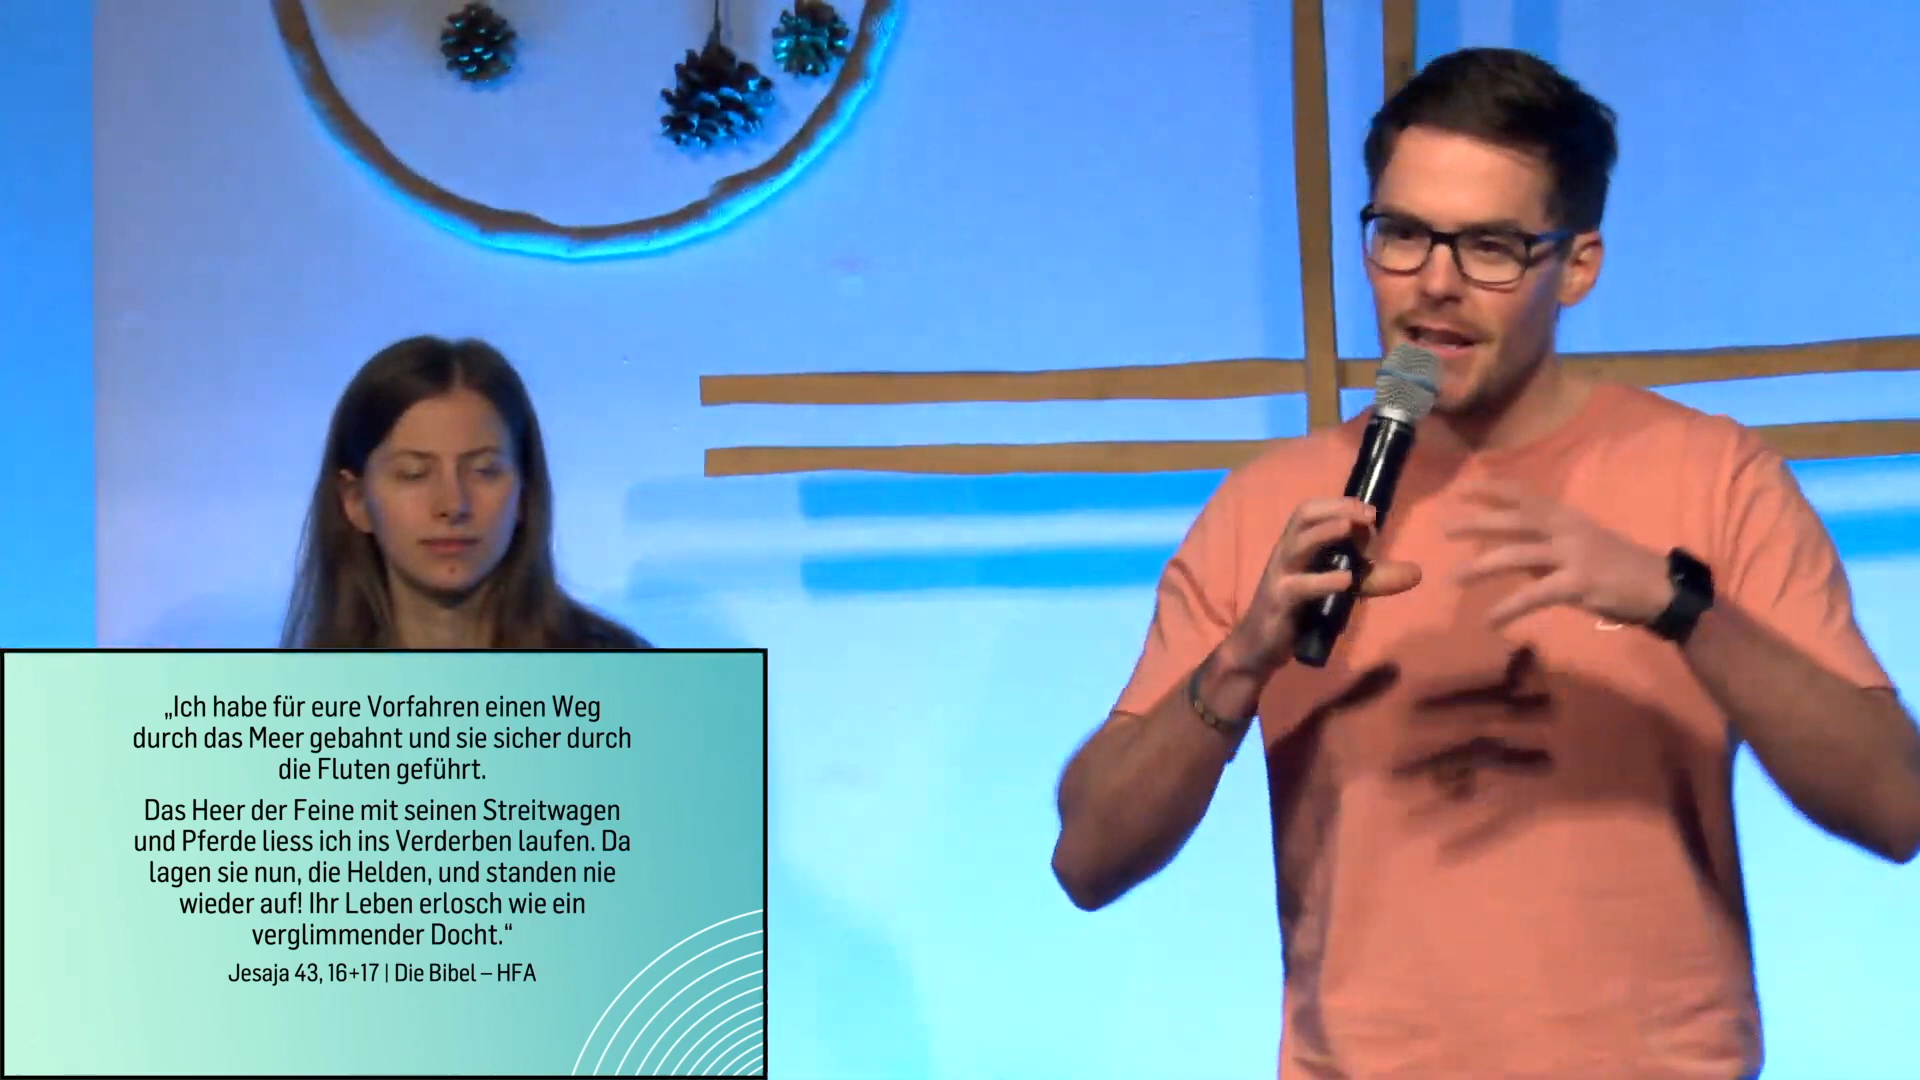 „Ich habe für eure Vorfahren einen Weg
durch das Meer gebahnt und sie sicher durch
die Fluten geführt.
Das Heer der Feine mit seinen Streitwagen
und Pferde liess ich ins Verderben laufen. Da
lagen sie nun, die Helden, und standen nie
wieder auf! Ihr Leben erlosch wie ein
verglimmender Docht.“
Jesaja 43, 16+17 | Die Bibel – HFA